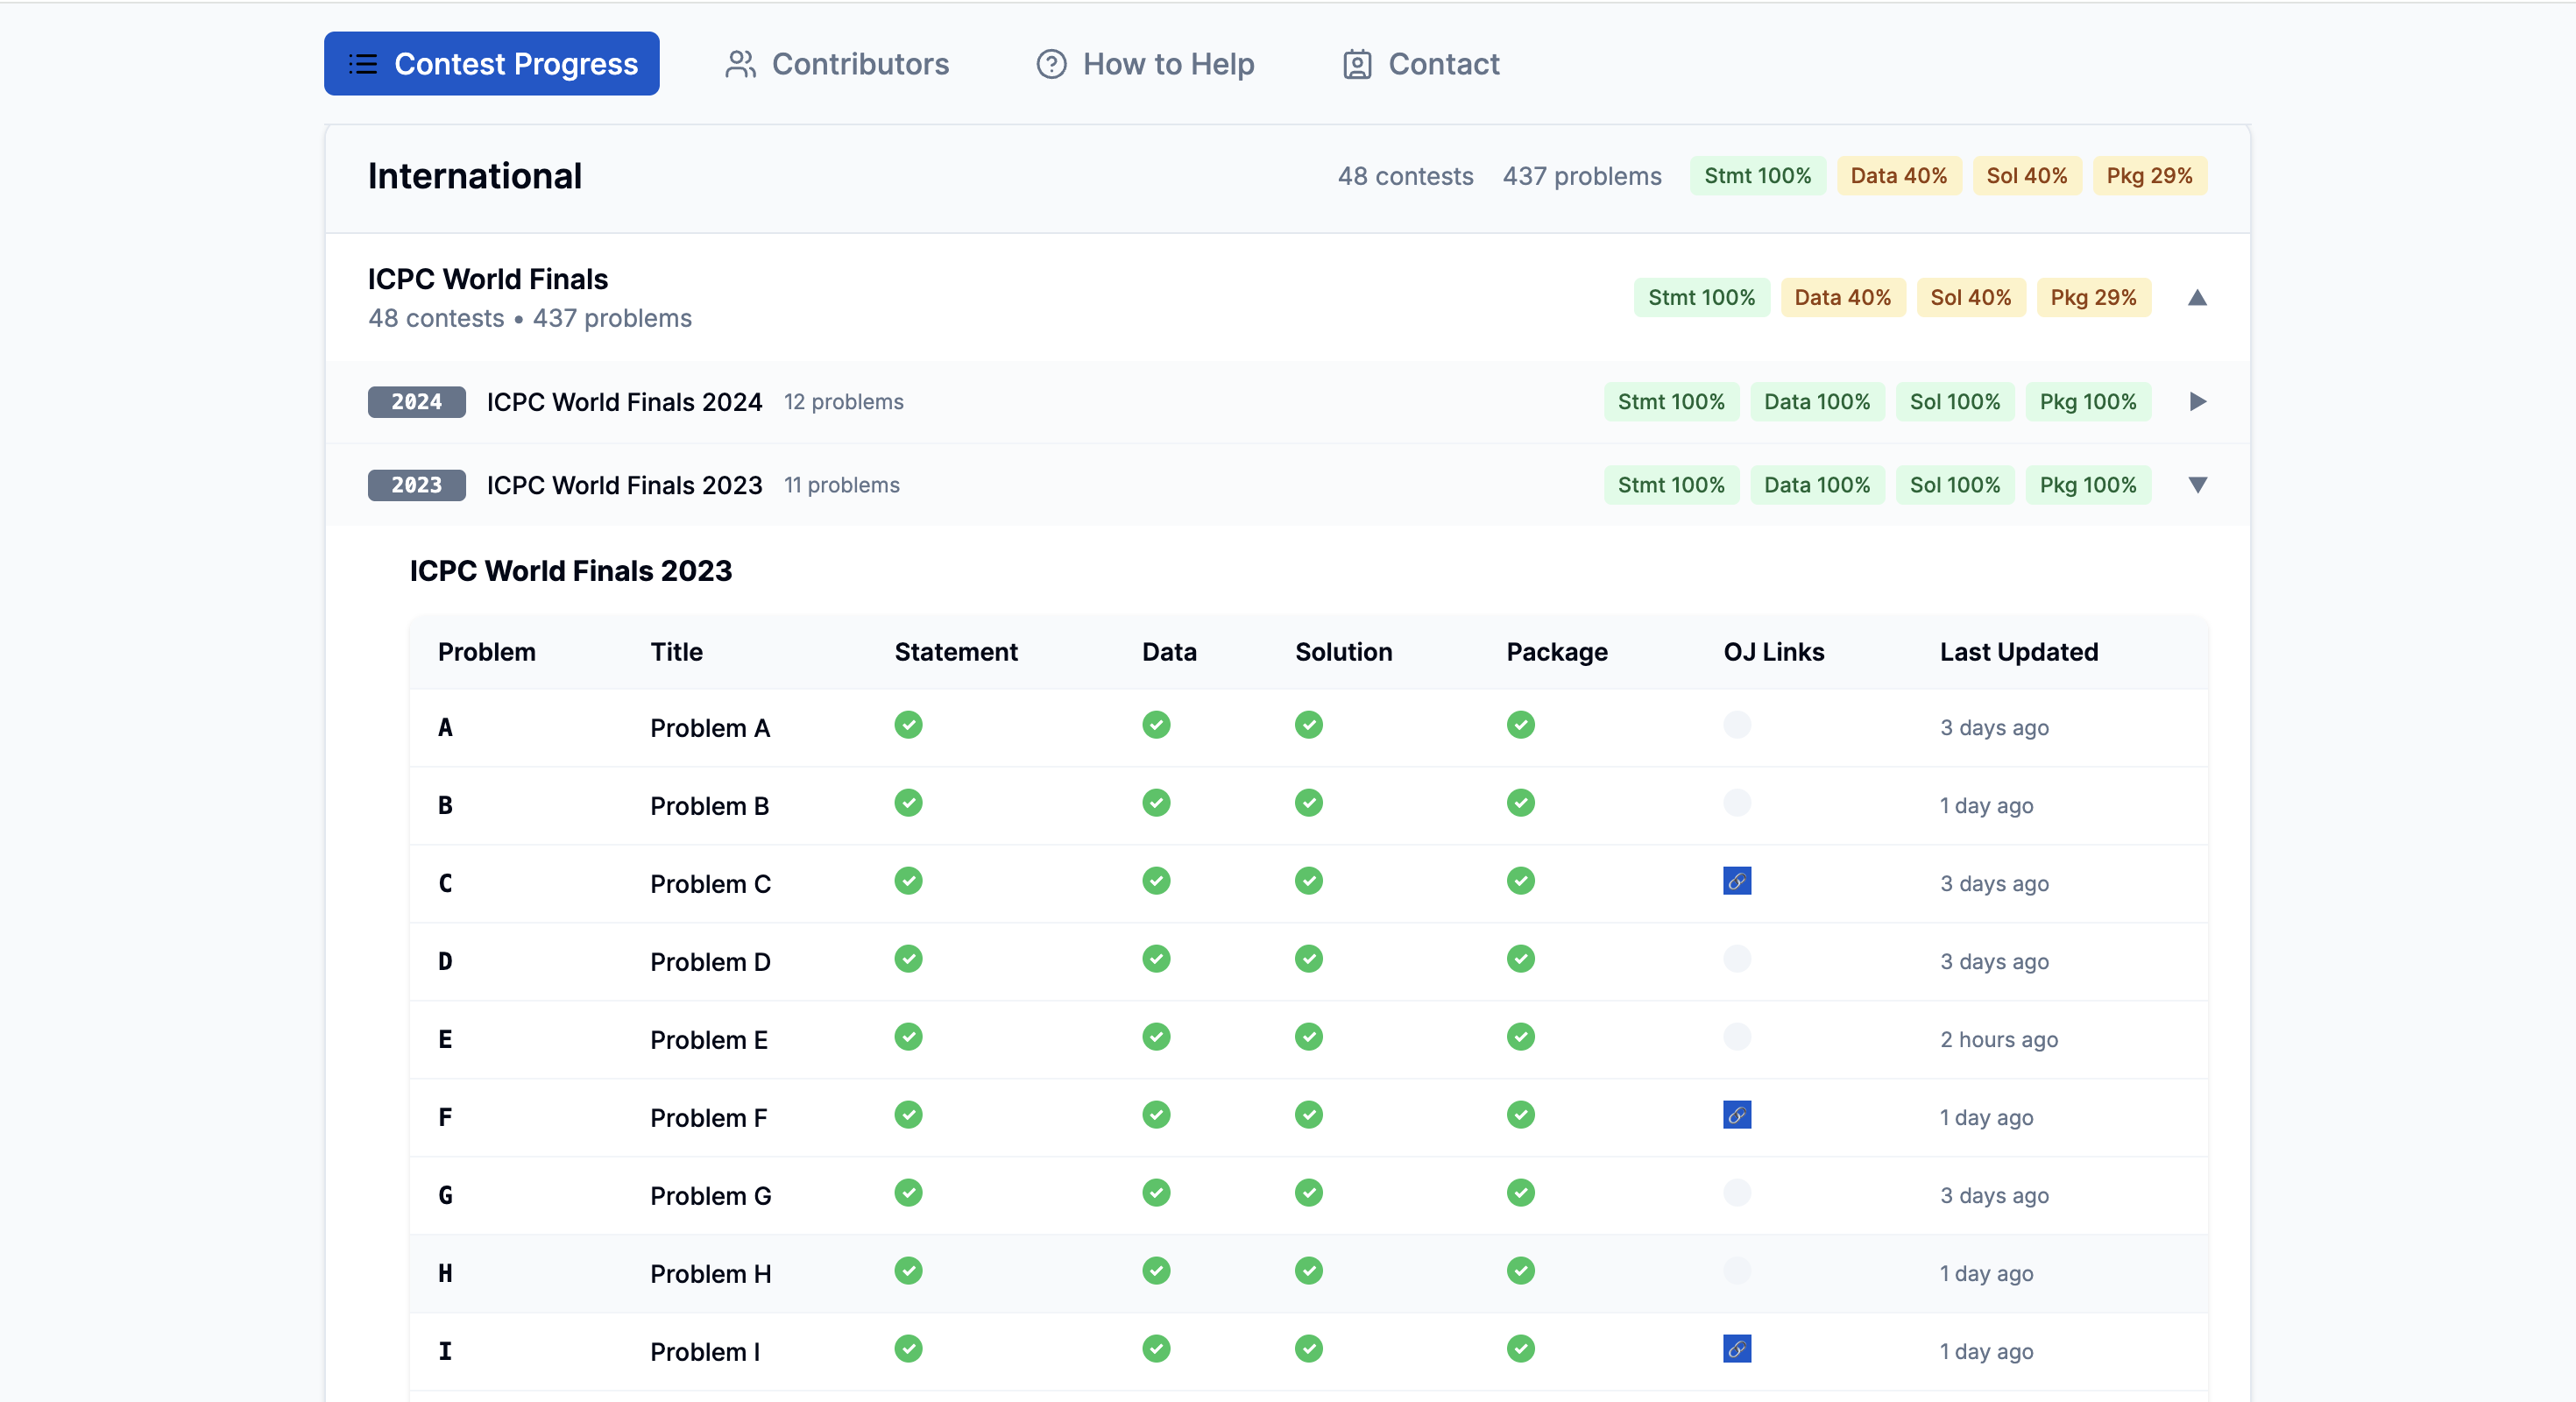 Contest Progress Contributors How to Help Contact
International 48 contests 437 problems Stmt 100% Data 40% Sol 40% Pkg 29%
ICPC World Finals
48 contests • 437 problems Stmt 100% Data 40% Sol 40% Pkg 29%
2024 ICPC World Finals 2024 12 problems Stmt 100% Data 100% Sol 100% Pkg 100%
2023 ICPC World Finals 2023 11 problems Stmt 100% Data 100% Sol 100% Pkg 100%
ICPC World Finals 2023
Problem Title Statement Data Solution Package OJ Links Last Updated
A Problem A 3 days ago
B Problem B 1 day ago
C Problem C 3 days ago
D Problem D 3 days ago
E Problem E 2 hours ago
F Problem F 1 day ago
G Problem G 3 days ago
H Problem H 1 day ago
I Problem I 1 day ago